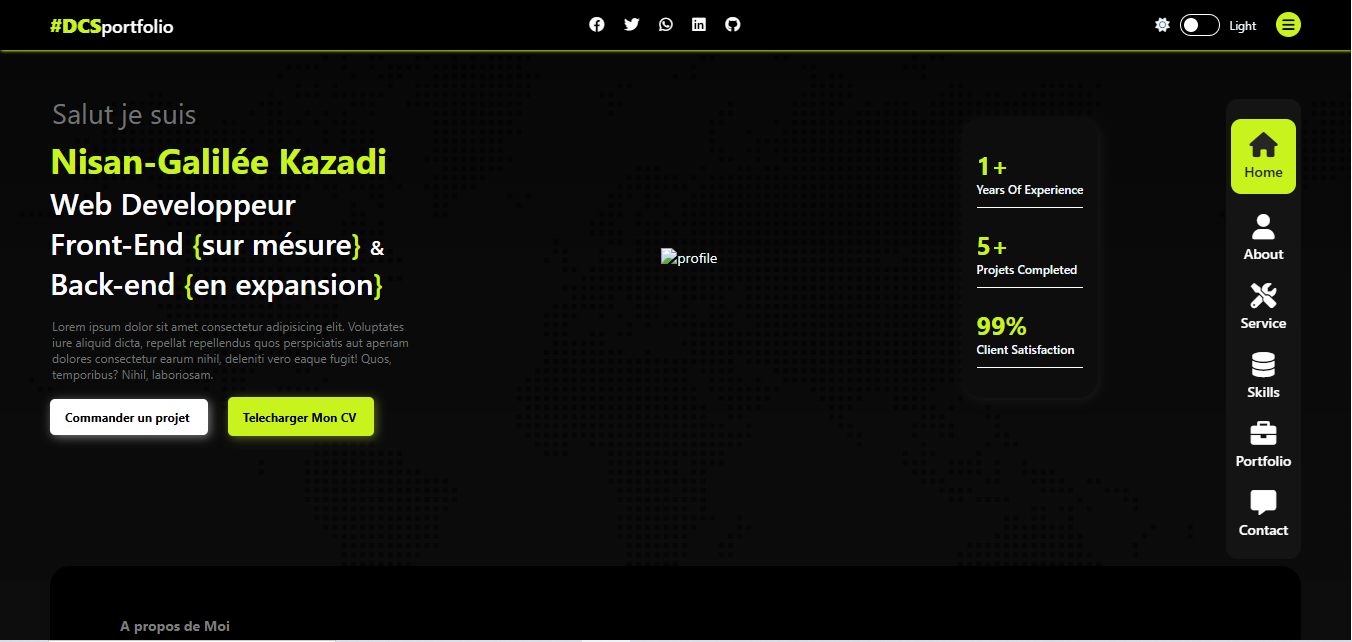 #DCSportfolio
Light
Salut je suis
Nisan-Galilée Kazadi
Web Developpeur
Front-End {sur mésure} &
Back-end {en expansion}
Lorem ipsum dolor sit amet consectetur adipisicing elit. Voluptates
iure aliquid dicta, repellat repellendus quos perspiciatis aut aperiam
dolores consectetur earum nihil, deleniti vero eaque fugit! Quos,
temporibus? Nihil, laboriosam.
Commander un projet
Telecharger Mon CV
profile
1+
Years Of Experience
5+
Projets Completed
99%
Client Satisfaction
Home
About
Service
Skills
Portfolio
Contact
A propos de Moi